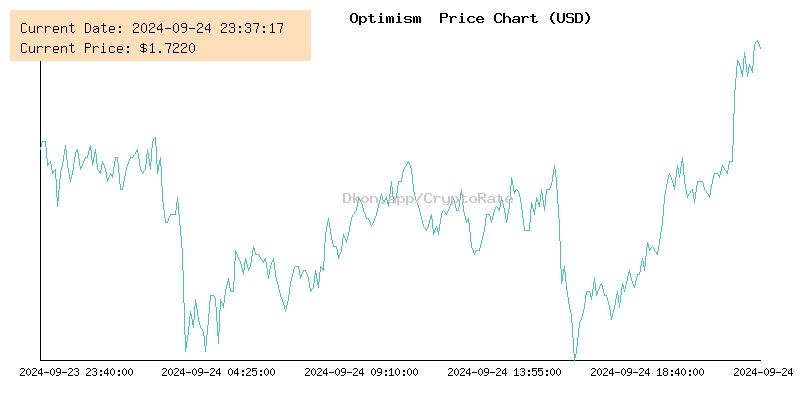 Optimism Price Chart (USD)
Current Date: 2024-09-24 23:37:17
Current Price: $1.7220
Dkon.app/CryptoRate
2024-09-23 23:40:00 2024-09-24 04:25:00 2024-09-24 09:10:00 2024-09-24 13:55:00 2024-09-24 18:40:00 2024-09-24